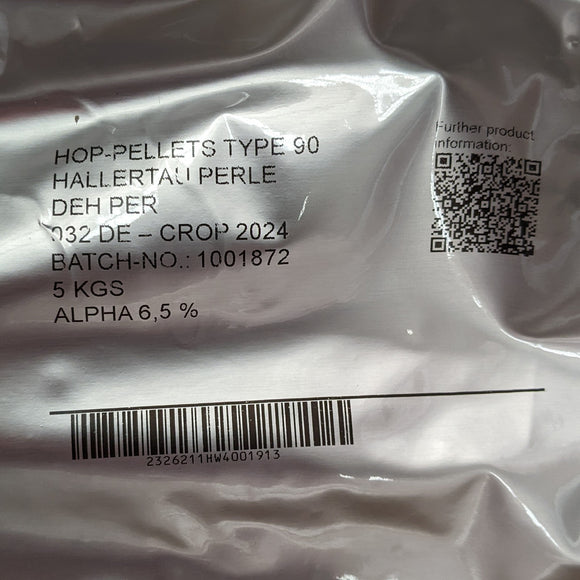 HOP-PELLETS TYPE 90
HALLERTAU PERLE
DEH PER
032 DE – CROP 2024
BATCH-NO.: 1001872
5 KGS
ALPHA 6,5 %
Further product
information:
2326211HW4001913